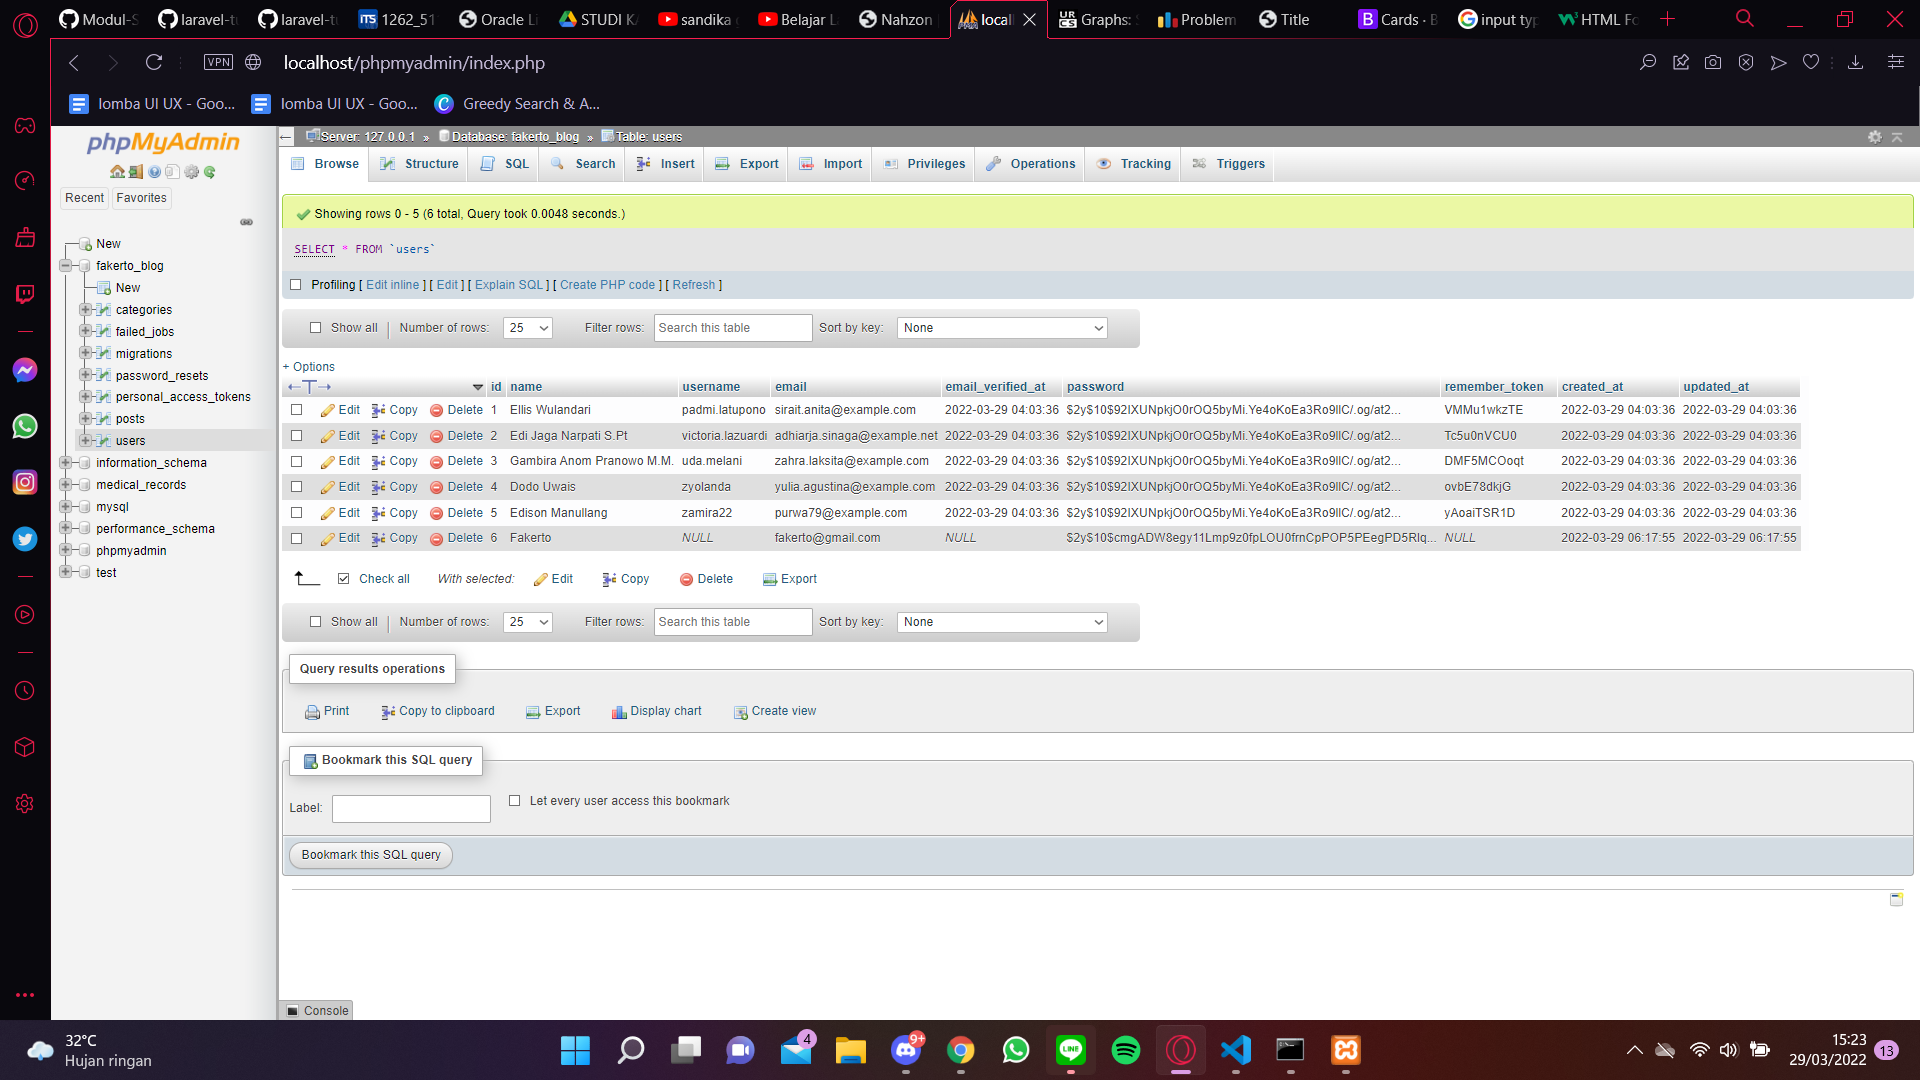 Modul-S laravel-tu laravel-tu ITS 1262_51 Oracle Li STUDI KA sandika Belajar L Nahzon locall URCS Graphs: Problem Title B Cards · B input typ HTML Fo
VPN localhost/phpmyadmin/index.php
lomba UI UX - Goo... lomba UI UX - Goo... Greedy Search & A...
phpMyAdmin
Recent Favorites
New
fakerto_blog
New
categories
failed_jobs
migrations
password_resets
personal_access_tokens
posts
users
information_schema
medical_records
mysql
performance_schema
phpmyadmin
test
Server: 127.0.0.1 » Database: fakerto_blog » Table: users
Browse Structure SQL Search Insert Export Import Privileges Operations Tracking Triggers
Showing rows 0 - 5 (6 total, Query took 0.0048 seconds.)
SELECT * FROM `users`
Profiling [ Edit inline ] [ Edit ] [ Explain SQL ] [ Create PHP code ] [ Refresh ]
Show all | Number of rows: 25 Filter rows: Search this table Sort by key: None
+ Options
←T→ id name username email email_verified_at password remember_token created_at updated_at
Edit Copy Delete 1 Ellis Wulandari padmi.latupono sirait.anita@example.com 2022-03-29 04:03:36 $2y$10$92IXUNpkjO0rOQ5byMi.Ye4oKoEa3Ro9llC/.og/at2... VMMu1wkzTE 2022-03-29 04:03:36 2022-03-29 04:03:36
Edit Copy Delete 2 Edi Jaga Narpati S.Pt victoria.lazuardi adhiarja.sinaga@example.net 2022-03-29 04:03:36 $2y$10$92IXUNpkjO0rOQ5byMi.Ye4oKoEa3Ro9llC/.og/at2... Tc5u0nVCU0 2022-03-29 04:03:36 2022-03-29 04:03:36
Edit Copy Delete 3 Gambira Anom Pranowo M.M. uda.melani zahra.laksita@example.com 2022-03-29 04:03:36 $2y$10$92IXUNpkjO0rOQ5byMi.Ye4oKoEa3Ro9llC/.og/at2... DMF5MCOoqt 2022-03-29 04:03:36 2022-03-29 04:03:36
Edit Copy Delete 4 Dodo Uwais zyolanda yulia.agustina@example.com 2022-03-29 04:03:36 $2y$10$92IXUNpkjO0rOQ5byMi.Ye4oKoEa3Ro9llC/.og/at2... ovbE78dkjG 2022-03-29 04:03:36 2022-03-29 04:03:36
Edit Copy Delete 5 Edison Manullang zamira22 purwa79@example.com 2022-03-29 04:03:36 $2y$10$92IXUNpkjO0rOQ5byMi.Ye4oKoEa3Ro9llC/.og/at2... yAoaiTSR1D 2022-03-29 04:03:36 2022-03-29 04:03:36
Edit Copy Delete 6 Fakerto NULL fakerto@gmail.com NULL $2y$10$cmgADW8egy11Lmp9z0fpLOU0frnCpPOP5PEegPD5Rlq... NULL 2022-03-29 06:17:55 2022-03-29 06:17:55
Check all With selected: Edit Copy Delete Export
Show all | Number of rows: 25 Filter rows: Search this table Sort by key: None
Query results operations
Print Copy to clipboard Export Display chart Create view
Bookmark this SQL query
Label: Let every user access this bookmark
Bookmark this SQL query
Console
32°C
Hujan ringan
4 9+ LINE
15:23
29/03/2022 13